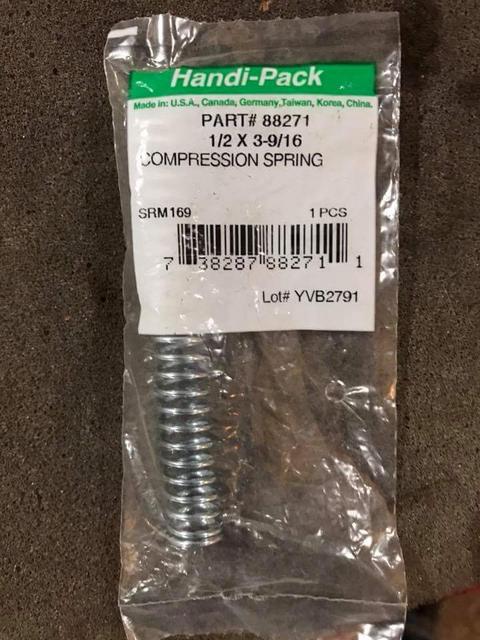 Handi-Pack
Made in: U.S.A., Canada, Germany,Taiwan, Korea, China.
PART# 88271
1/2 X 3-9/16
COMPRESSION SPRING
SRM169 1 PCS
7 38287 88271 1
Lot# YVB2791